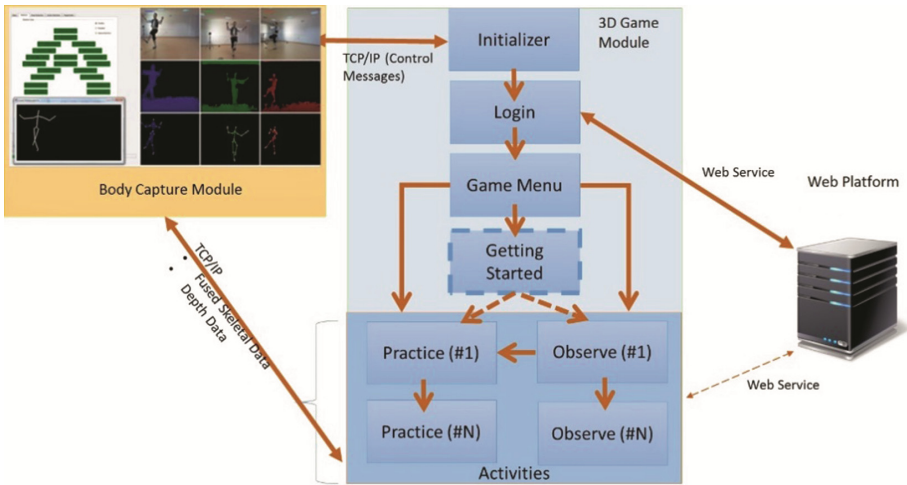 Initializer
3D Game
Module
TCP/IP (Control
Messages)
Login
Web Service
Body Capture Module
Game Menu
Web Platform
Getting
Started
TCP/IP
• Fused Skeletal Data
• Depth Data
Practice (#1)
Observe (#1)
Web Service
Practice (#N)
Observe (#N)
Activities